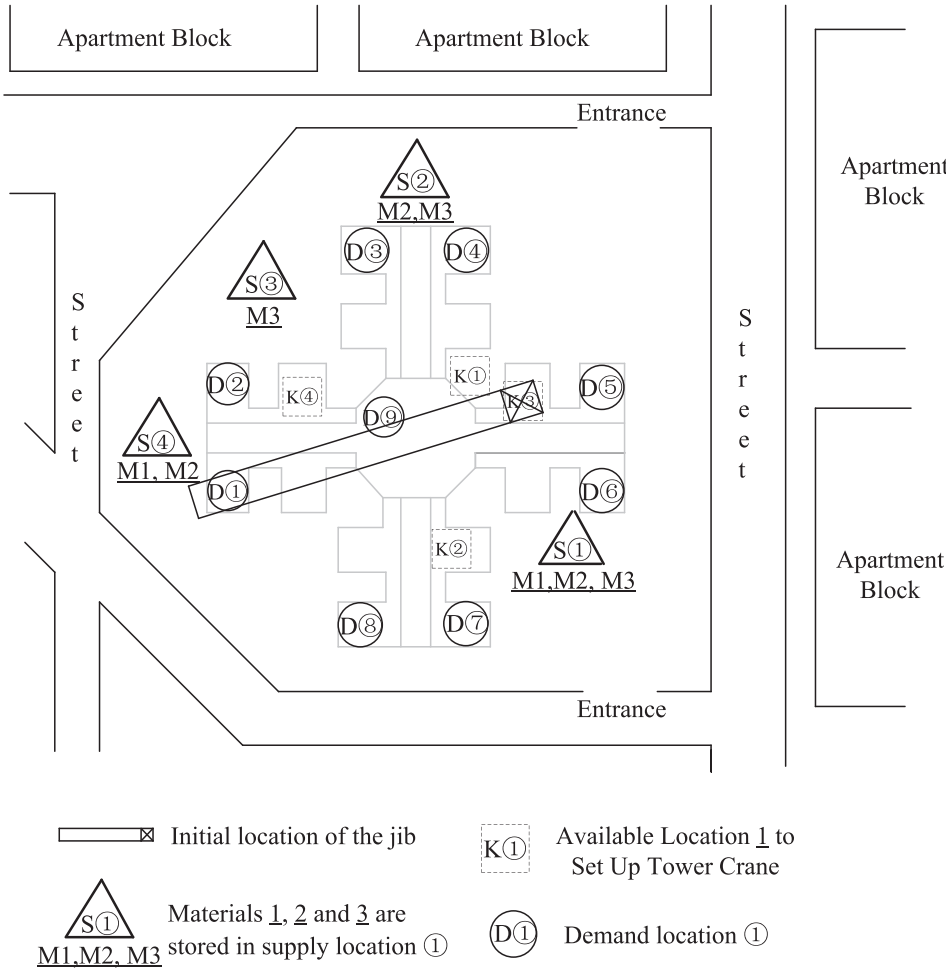 Apartment Block
Apartment Block
Entrance
Apartment
Block
S②
M2,M3
D③
D④
S③
M3
Street
Street
K①
D②
K④
K③
D⑤
D⑨
S④
M1, M2
D①
D⑥
K②
S①
M1,M2, M3
Apartment
Block
D⑧
D⑦
Entrance
Initial location of the jib
K①
Available Location 1 to
Set Up Tower Crane
S①
M1,M2, M3
Materials 1, 2 and 3 are
stored in supply location ①
D①
Demand location ①